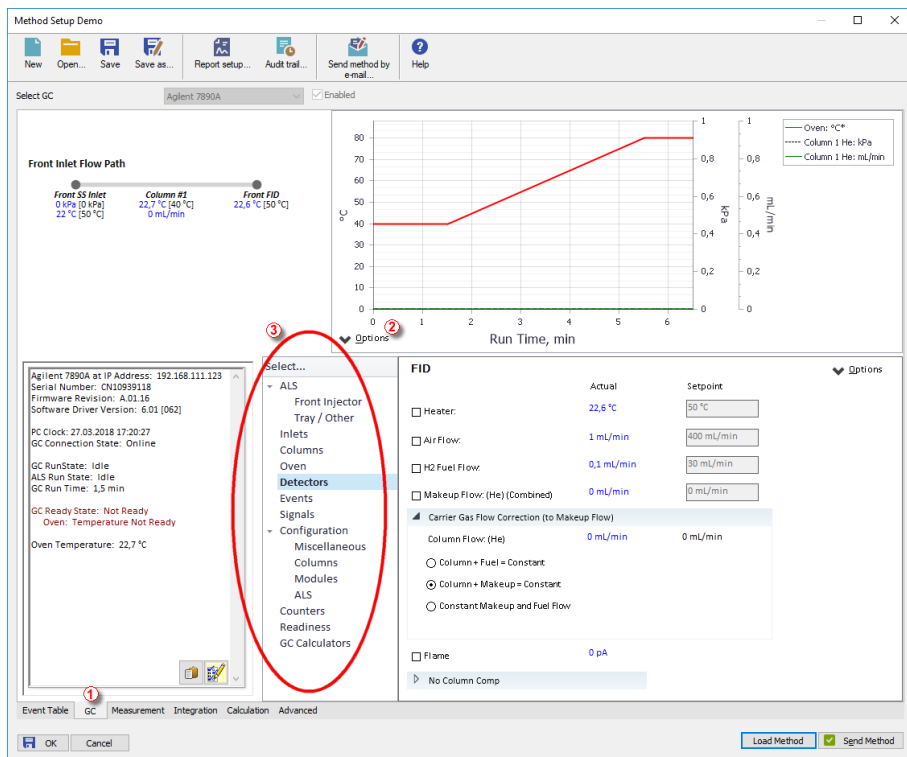 Method Setup Demo
New Open... Save Save as... Report setup... Audit trail... Send method by e-mail... Help
Select GC Agilent 7890A Enabled
Front Inlet Flow Path
Front SS Inlet Column #1 Front FID
0 kPa [0 kPa] 22,7 °C [40 °C] 22,6 °C [50 °C]
22 °C [50 °C] 0 mL/min
°C
80
70
60
50
40
30
20
10
0
0 1 2 3 4 5 6
Run Time, min
1
0,8
0,6
0,4
0,2
0
kPa
1
0,8
0,6
0,4
0,2
0
mL/min
Oven: °C*
Column 1 He: kPa
Column 1 He: mL/min
Options
2
3
Agilent 7890A at IP Address: 192.168.111.123
Serial Number: CN10939118
Firmware Revision: A.01.16
Software Driver Version: 6.01 [062]
PC Clock: 27.03.2018 17:20:27
GC Connection State: Online
GC RunState: Idle
ALS Run State: Idle
GC Run Time: 1,5 min
GC Ready State: Not Ready
Oven: Temperature Not Ready
Oven Temperature: 22,7 °C
Select...
ALS
Front Injector
Tray / Other
Inlets
Columns
Oven
Detectors
Events
Signals
Configuration
Miscellaneous
Columns
Modules
ALS
Counters
Readiness
GC Calculators
FID
Options
Actual Setpoint
Heater: 22,6 °C 50 °C
Air Flow: 1 mL/min 400 mL/min
H2 Fuel Flow: 0,1 mL/min 30 mL/min
Makeup Flow: (He) (Combined) 0 mL/min 0 mL/min
Carrier Gas Flow Correction (to Makeup Flow)
Column Flow: (He) 0 mL/min 0 mL/min
Column + Fuel = Constant
Column + Makeup = Constant
Constant Makeup and Fuel Flow
Flame 0 pA
No Column Comp
1
Event Table GC Measurement Integration Calculation Advanced
OK Cancel Load Method Send Method